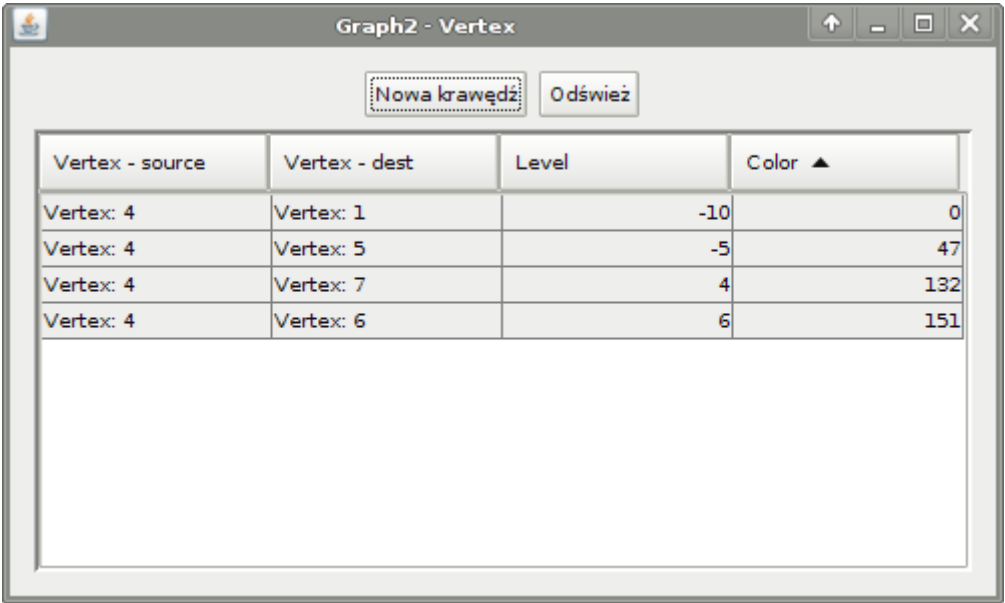 Graph2 - Vertex
Nowa krawędź Odśwież
Vertex - source Vertex - dest Level Color ▲
Vertex: 4 Vertex: 1 -10 0
Vertex: 4 Vertex: 5 -5 47
Vertex: 4 Vertex: 7 4 132
Vertex: 4 Vertex: 6 6 151